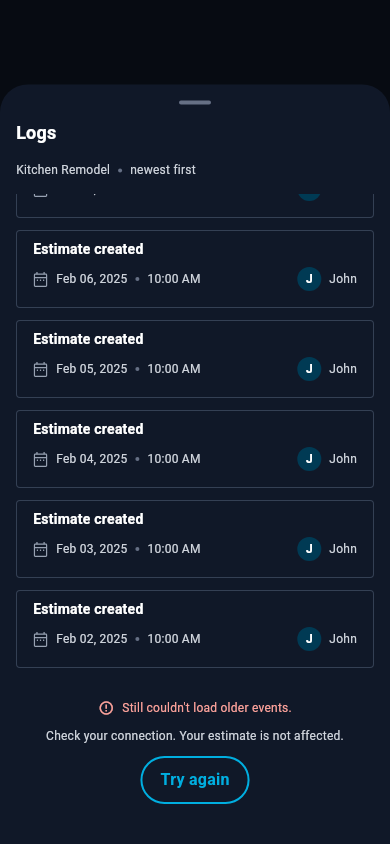 Logs
Kitchen Remodel • newest first
Estimate created
Feb 06, 2025 • 10:00 AM J John
Estimate created
Feb 05, 2025 • 10:00 AM J John
Estimate created
Feb 04, 2025 • 10:00 AM J John
Estimate created
Feb 03, 2025 • 10:00 AM J John
Estimate created
Feb 02, 2025 • 10:00 AM J John
Still couldn't load older events.
Check your connection. Your estimate is not affected.
Try again